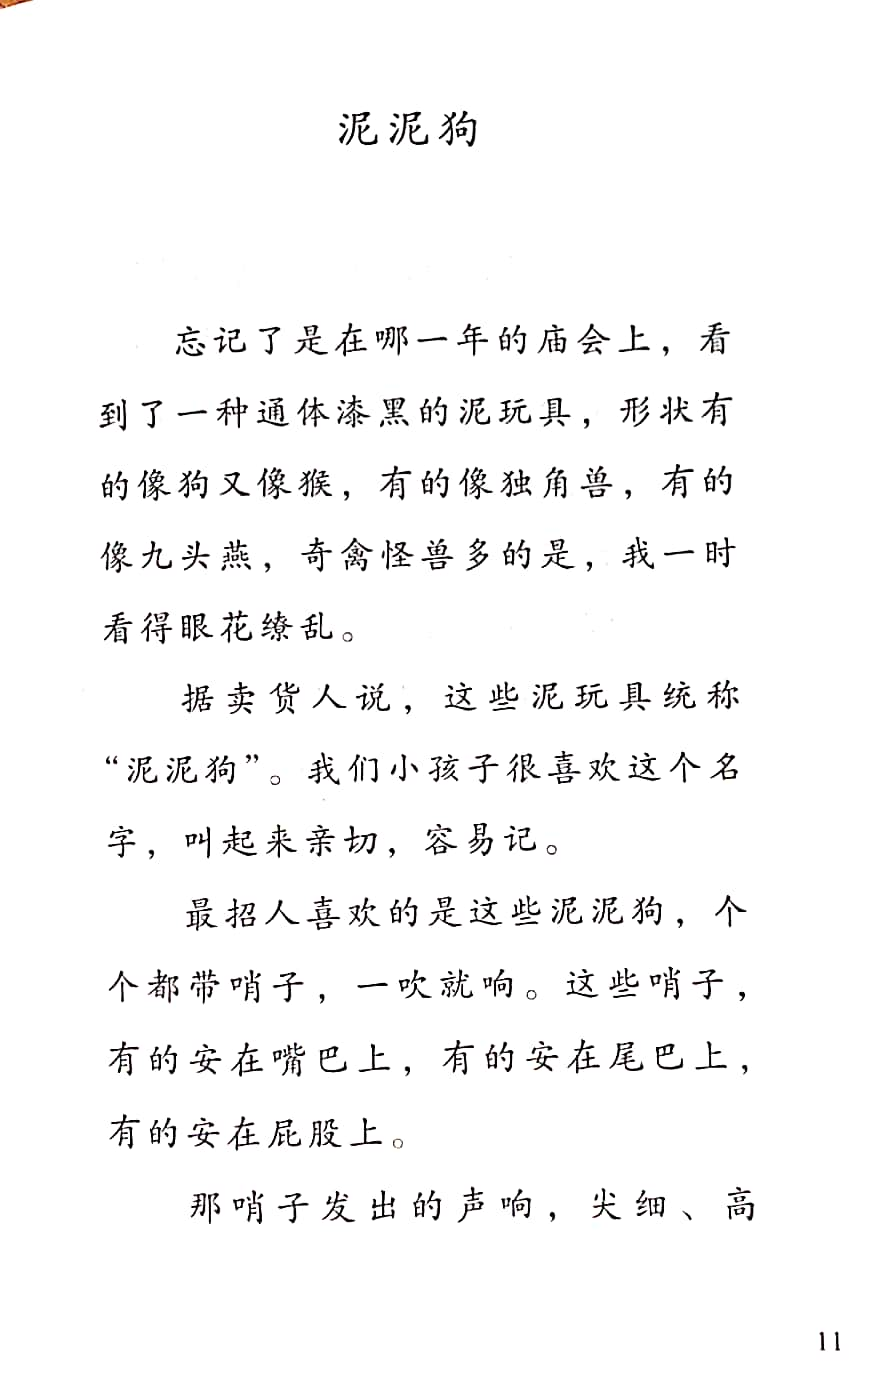 泥泥狗
忘记了是在哪一年的庙会上，看
到了一种通体漆黑的泥玩具，形状有
的像狗又像猴，有的像独角兽，有的
像九头燕，奇禽怪兽多的是，我一时
看得眼花缭乱。
据卖货人说，这些泥玩具统称
“泥泥狗”。我们小孩子很喜欢这个名
字，叫起来亲切，容易记。
最招人喜欢的是这些泥泥狗，个
个都带哨子，一吹就响。这些哨子，
有的安在嘴巴上，有的安在尾巴上，
有的安在屁股上。
那哨子发出的声响，尖细、高
11